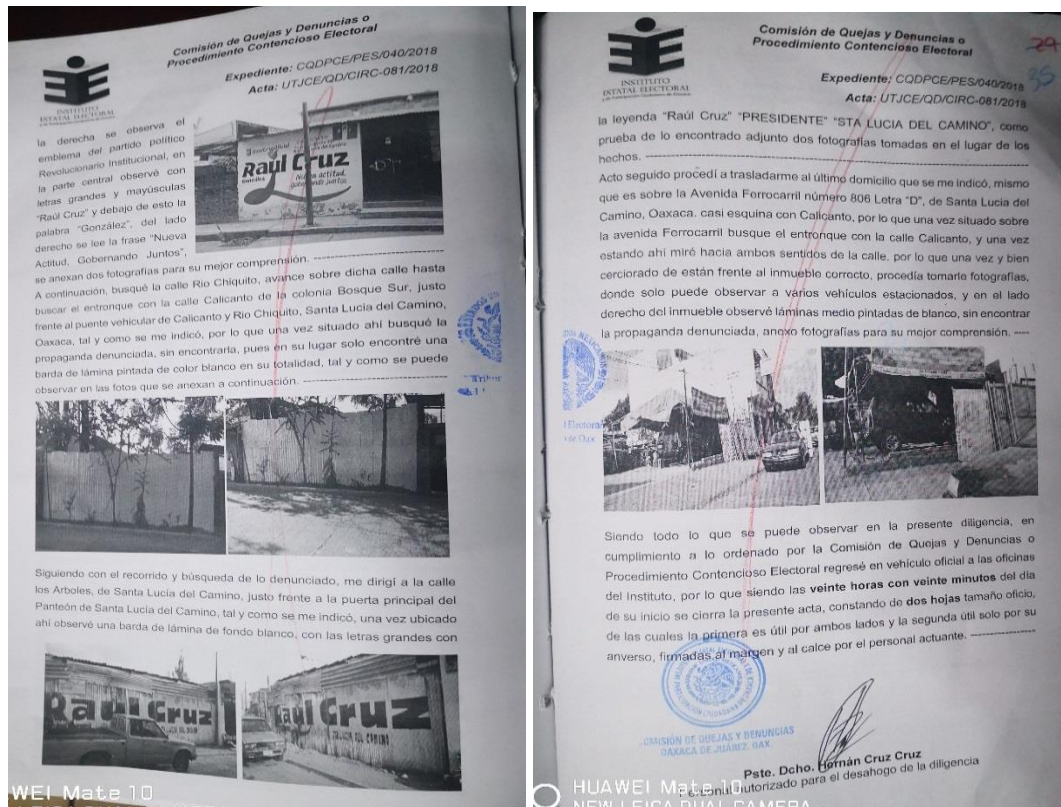 Comisión de Quejas y Denuncias o
Procedimiento Contencioso Electoral
Expediente: CQDPCE/PES/040/2018
Acta: UTJCE/QD/CIRC-081/2018
INSTITUTO
ESTATAL ELECTORAL
la derecha se observa el
emblema del partido político
Revolucionario Institucional, en
la parte central observé con
letras grandes y mayúsculas
"Raúl Cruz" y debajo de esto la
palabra "González", del lado
derecho se lee la frase "Nueva
Actitud, Gobernando Juntos",
se anexan dos fotografías para su mejor comprensión.
Raúl Cruz
González
Nueva actitud,
gobernando juntos
A continuación, busqué la calle Rio Chiquito, avance sobre dicha calle hasta
buscar el entronque con la calle Calicanto de la colonia Bosque Sur, justo
frente al puente vehicular de Calicanto y Rio Chiquito, Santa Lucía del Camino,
Oaxaca, tal y como se me indicó, por lo que una vez situado ahí busqué la
propaganda denunciada, sin encontrarla, pues en su lugar solo encontré una
barda de lámina pintada de color blanco en su totalidad, tal y como se puede
observar en las fotos que se anexan a continuación.
Siguiendo con el recorrido y búsqueda de lo denunciado, me dirigí a la calle
los Arboles, de Santa Lucía del Camino, justo frente a la puerta principal del
Panteón de Santa Lucía del Camino, tal y como se me indicó, una vez ubicado
ahí observé una barda de lámina de fondo blanco, con las letras grandes con
Raúl Cruz
Raúl Cruz
WEI Mate 10
Comisión de Quejas y Denuncias o
Procedimiento Contencioso Electoral
29
35
Expediente: CQDPCE/PES/040/2018
Acta: UTJCE/QD/CIRC-081/2018
INSTITUTO
ESTATAL ELECTORAL
la leyenda "Raúl Cruz" "PRESIDENTE" "STA LUCIA DEL CAMINO", como
prueba de lo encontrado adjunto dos fotografías tomadas en el lugar de los
hechos.
Acto seguido procedí a trasladarme al último domicilio que se me indicó, mismo
que es sobre la Avenida Ferrocarril número 806 Letra "D", de Santa Lucia del
Camino, Oaxaca. casi esquina con Calicanto, por lo que una vez situado sobre
la avenida Ferrocarril busque el entronque con la calle Calicanto, y una vez
estando ahí miré hacia ambos sentidos de la calle, por lo que una vez y bien
cerciorado de están frente al inmueble correcto, procedía tomarle fotografías,
donde solo puede observar a varios vehículos estacionados, y en el lado
derecho del inmueble observé láminas medio pintadas de blanco, sin encontrar
la propaganda denunciada, anexo fotografías para su mejor comprensión.
Siendo todo lo que se puede observar en la presente diligencia, en
cumplimiento a lo ordenado por la Comisión de Quejas y Denuncias o
Procedimiento Contencioso Electoral regresé en vehículo oficial a las oficinas
del Instituto, por lo que siendo las veinte horas con veinte minutos del día
de su inicio se cierra la presente acta, constando de dos hojas tamaño oficio,
de las cuales la primera es útil por ambos lados y la segunda útil solo por su
anverso, firmadas al margen y al calce por el personal actuante.
COMISIÓN DE QUEJAS Y DENUNCIAS
OAXACA DE JUÁREZ, OAX.
Pste. Dcho. Hernán Cruz Cruz
Personal autorizado para el desahogo de la diligencia
HUAWEI Mate 10
NEW LEICA DUAL CAMERA